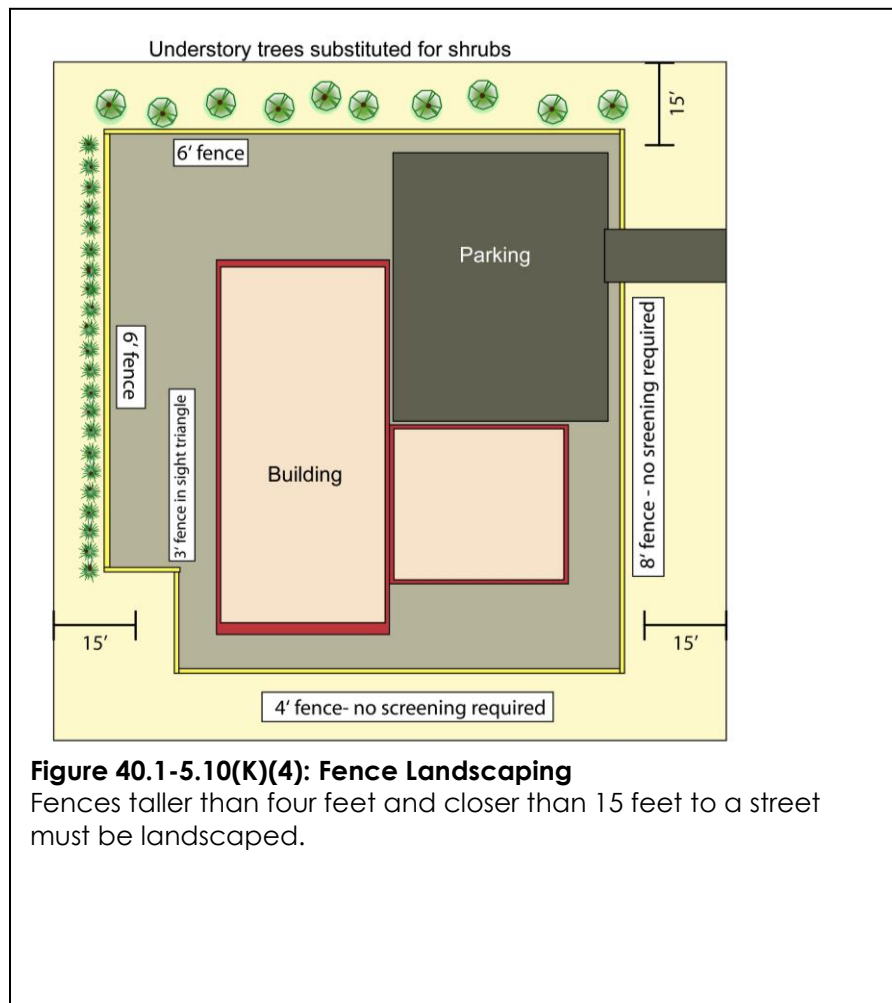 Understory trees substituted for shrubs
15'
6' fence
Parking
6' fence
3' fence in sight triangle
Building
8' fence - no sreening required
15'
15'
4' fence- no screening required
Figure 40.1-5.10(K)(4): Fence Landscaping
Fences taller than four feet and closer than 15 feet to a street
must be landscaped.